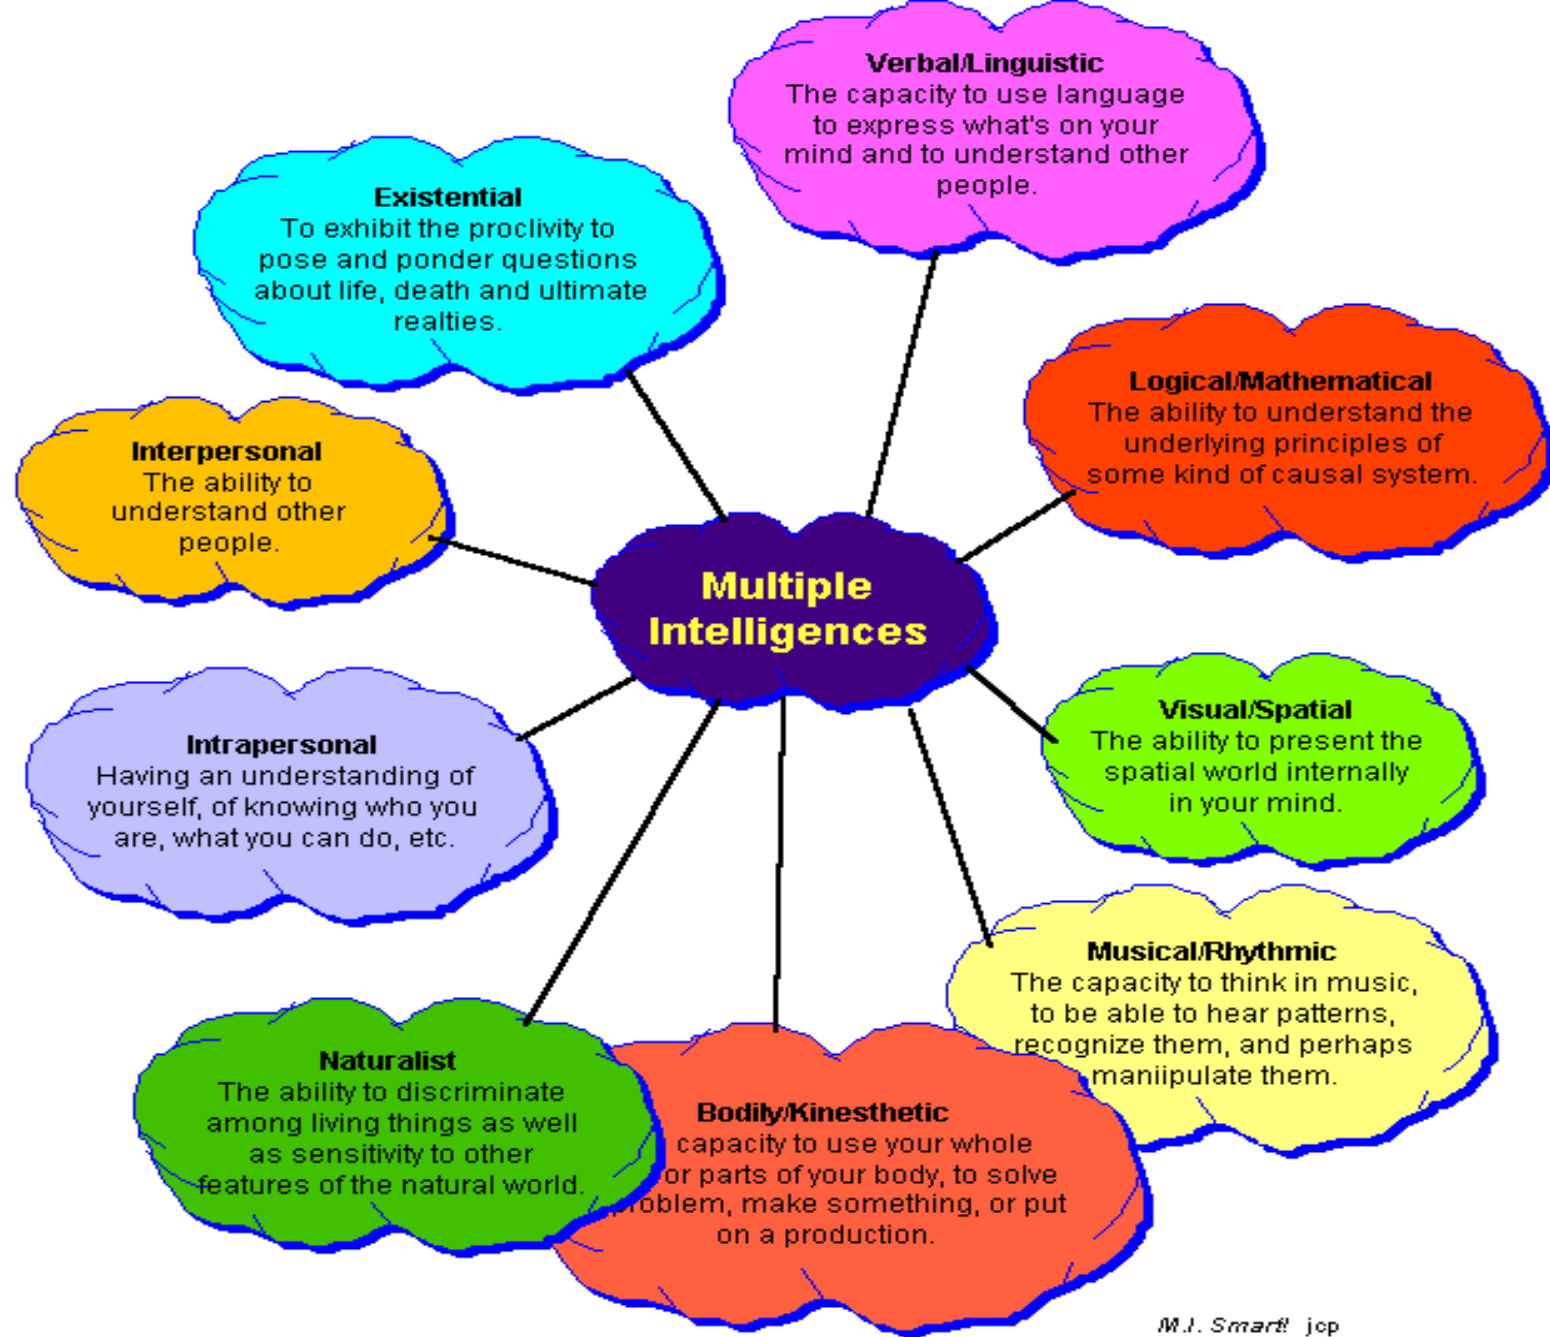 Verbal/Linguistic
The capacity to use language
to express what's on your
mind and to understand other
people.
Existential
To exhibit the proclivity to
pose and ponder questions
about life, death and ultimate
realties.
Logical/Mathematical
The ability to understand the
underlying principles of
some kind of causal system.
Interpersonal
The ability to
understand other
people.
Multiple
Intelligences
Intrapersonal
Having an understanding of
yourself, of knowing who you
are, what you can do, etc.
Visual/Spatial
The ability to present the
spatial world internally
in your mind.
Musical/Rhythmic
The capacity to think in music,
to be able to hear patterns,
recognize them, and perhaps
maniipulate them.
Naturalist
The ability to discriminate
among living things as well
as sensitivity to other
features of the natural world.
Bodily/Kinesthetic
capacity to use your whole
or parts of your body, to solve
problem, make something, or put
on a production.
M.I. Smart! jcp